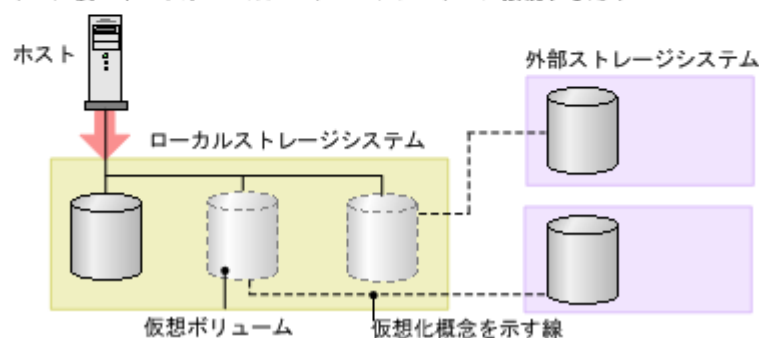 ホスト
外部ストレージシステム
ローカルストレージシステム
仮想ボリューム
仮想化概念を示す線